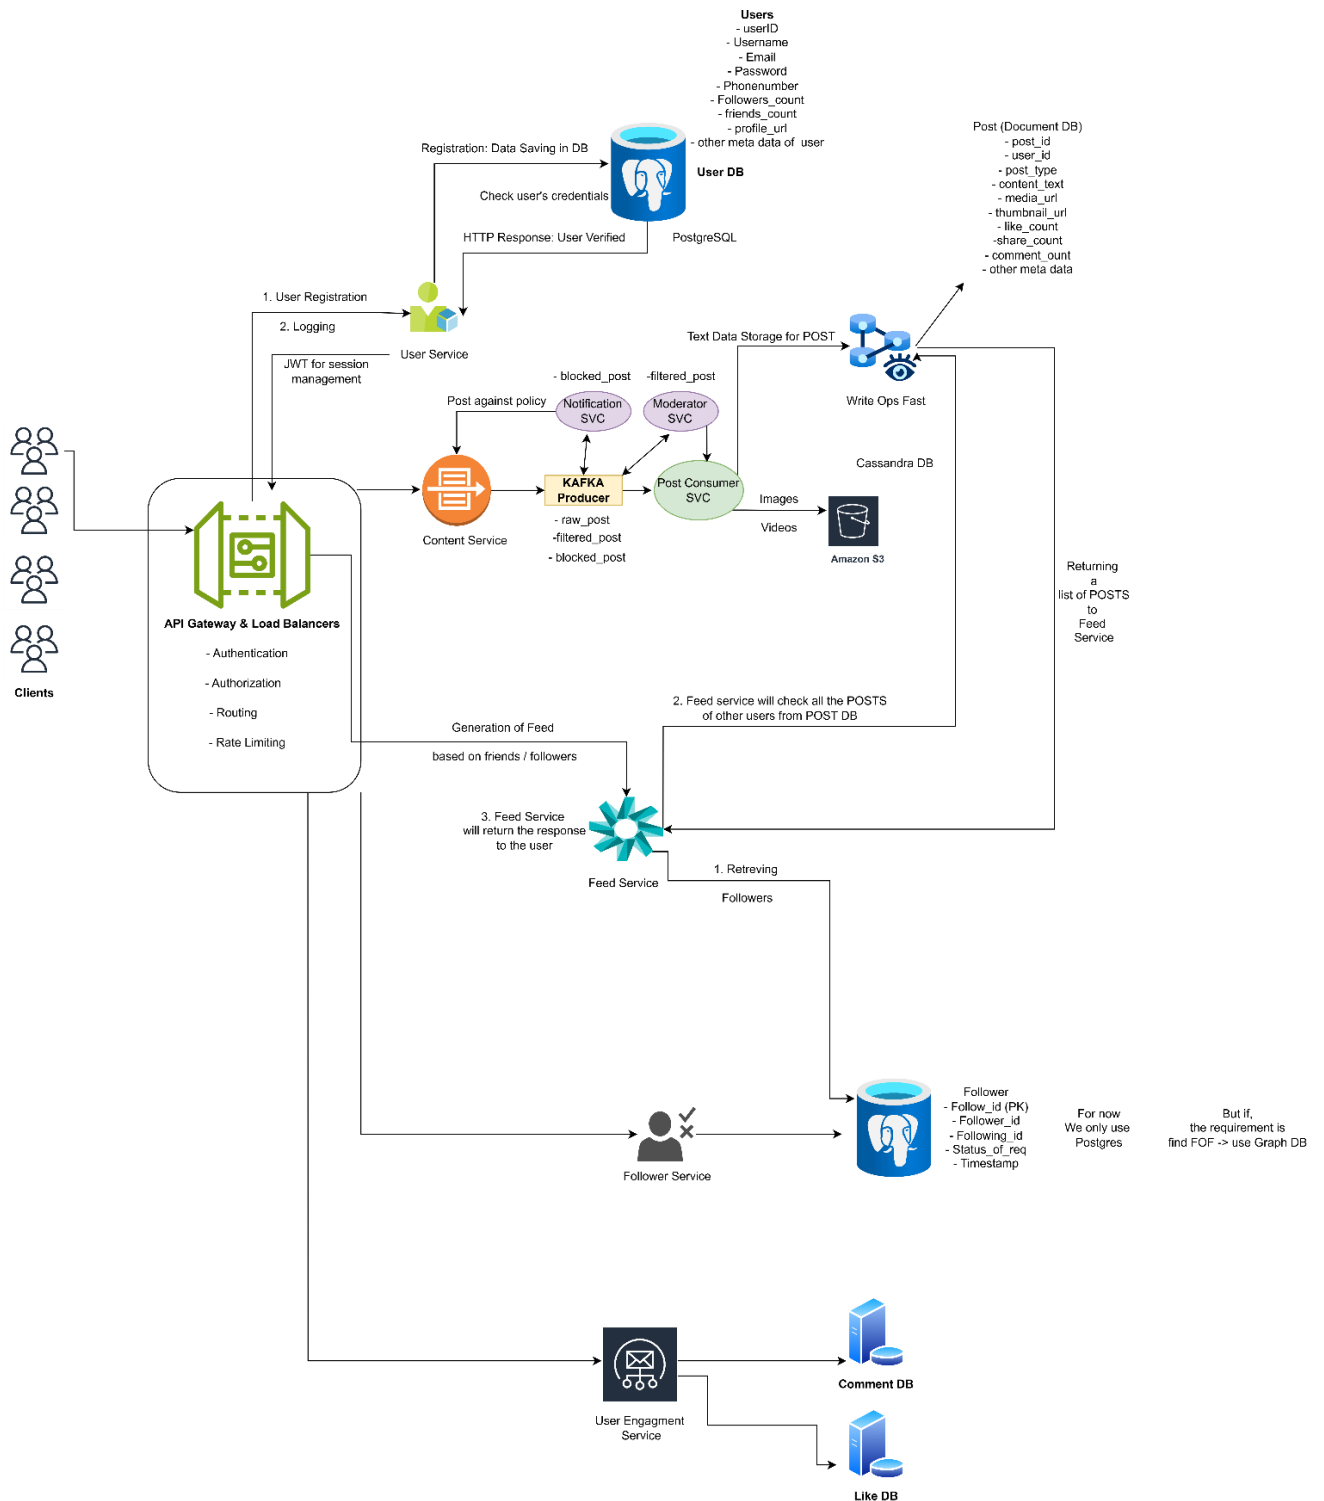 Users
- userID
- Username
- Email
- Password
- Phonenumber
- Followers_count
- friends_count
- profile_url
- other meta data of user
User DB
PostgreSQL
Registration: Data Saving in DB
Check user's credentials
HTTP Response: User Verified
Post (Document DB)
- post_id
- user_id
- post_type
- content_text
- media_url
- thumbnail_url
- like_count
-share_count
- comment_ount
- other meta data
1. User Registration
2. Logging
User Service
JWT for session
management
Text Data Storage for POST
Write Ops Fast
Cassandra DB
- blocked_post
-filtered_post
Post against policy
Notification
SVC
Moderator
SVC
Content Service
KAFKA
Producer
- raw_post
-filtered_post
- blocked_post
Post Consumer
SVC
Images
Videos
Amazon S3
Clients
API Gateway & Load Balancers
- Authentication
- Authorization
- Routing
- Rate Limiting
Returning
a
list of POSTS
to
Feed
Service
2. Feed service will check all the POSTS
of other users from POST DB
Generation of Feed
based on friends / followers
3. Feed Service
will return the response
to the user
Feed Service
1. Retreving
Followers
Follower Service
Follower
- Follow_id (PK)
- Follower_id
- Following_id
- Status_of_req
- Timestamp
For now
We only use
Postgres
But if,
the requirement is
find FOF -> use Graph DB
User Engagment
Service
Comment DB
Like DB